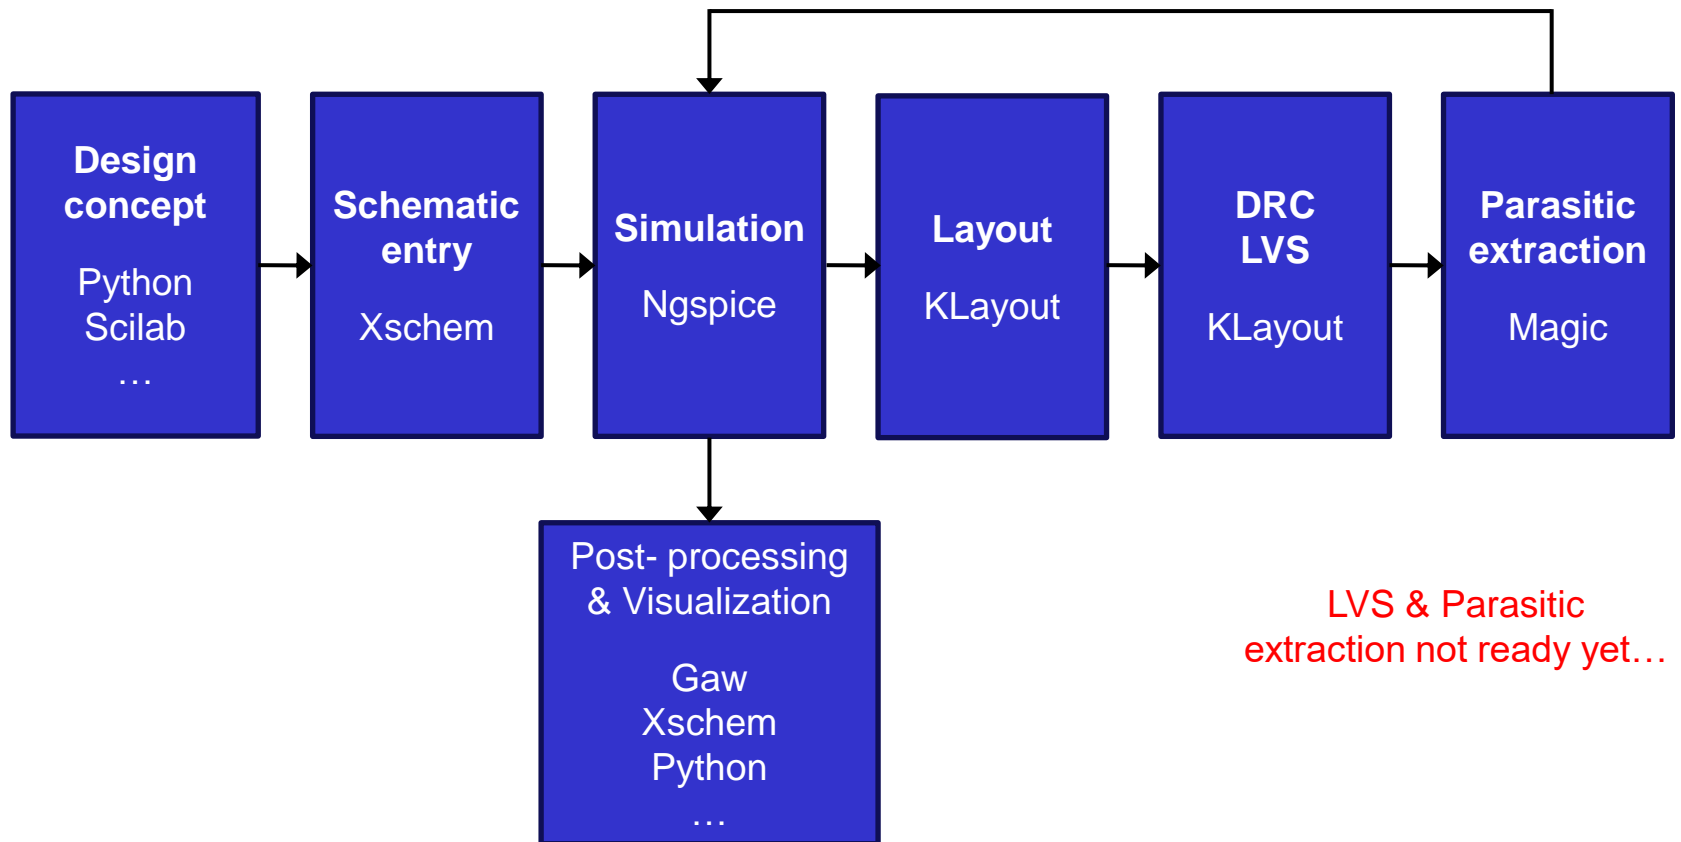 Design
concept
Python
Scilab
…
Schematic
entry
Xschem
Simulation
Ngspice
Layout
KLayout
DRC
LVS
KLayout
Parasitic
extraction
Magic
Post- processing
& Visualization
Gaw
Xschem
Python
…
LVS & Parasitic
extraction not ready yet…